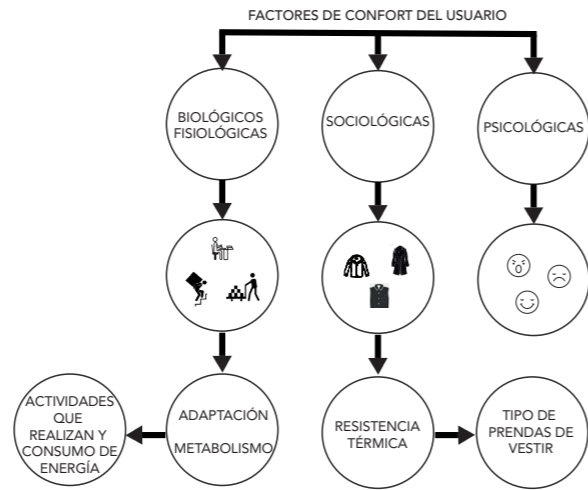 FACTORES DE CONFORT DEL USUARIO
BIOLÓGICOS
FISIOLÓGICAS
SOCIOLÓGICAS
PSICOLÓGICAS
ACTIVIDADES
QUE
REALIZAN Y
CONSUMO DE
ENERGÍA
ADAPTACIÓN
METABOLISMO
RESISTENCIA
TÉRMICA
TIPO DE
PRENDAS DE
VESTIR